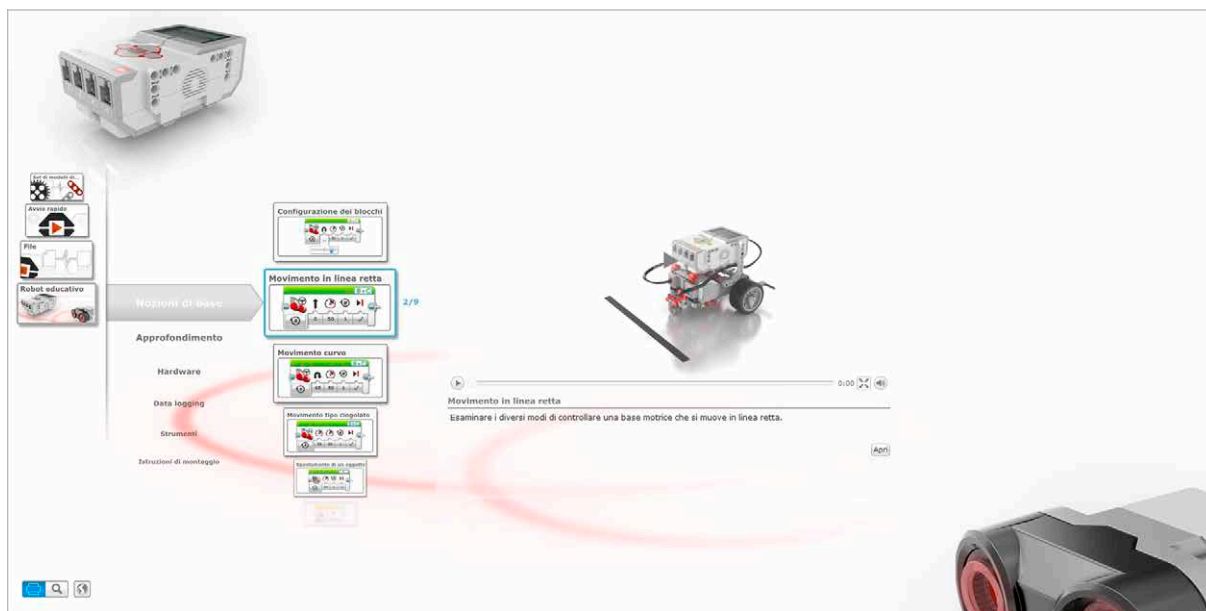 Set di modelli di...
Avvio rapido
File
Robot educativo
Nozioni di base
Approfondimento
Hardware
Data logging
Strumenti
Istruzioni di montaggio
Configurazione dei blocchi
Movimento in linea retta
2/9
Movimento curvo
Movimento tipo cingolato
Spostamento di un oggetto
0:00
Movimento in linea retta
Esaminare i diversi modi di controllare una base motrice che si muove in linea retta.
Apri